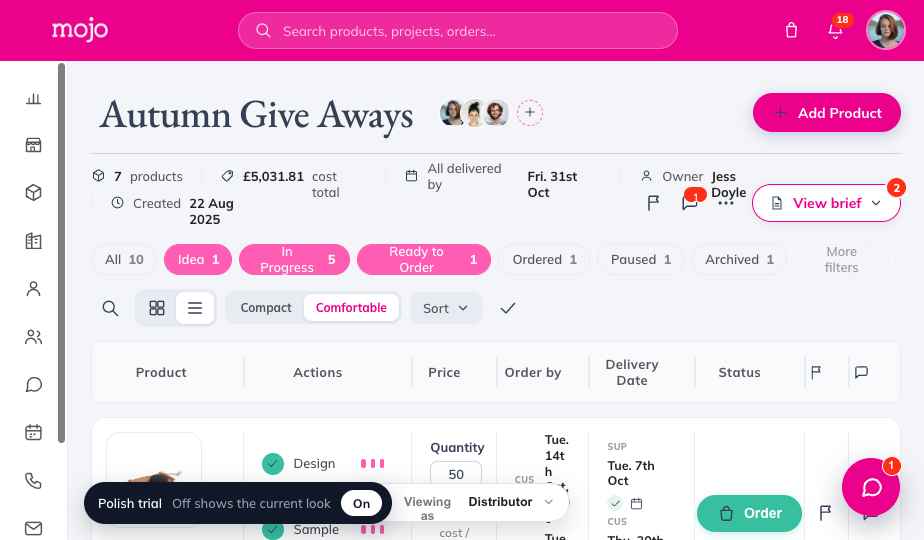 mojo
Search products, projects, orders...
18
Autumn Give Aways
Add Product
7 products
£5,031.81 cost total
All delivered by Fri. 31st Oct
Owner Jess Doyle
Created 22 Aug 2025
1
View brief
2
All 10
Idea 1
In Progress 5
Ready to Order 1
Ordered 1
Paused 1
Archived 1
More filters
Compact
Comfortable
Sort
Product
Actions
Price
Order by
Delivery Date
Status
Design
Sample
Quantity
50
cost /
CUS
Tue.
14t
h
Tue.
SUP
Tue. 7th
Oct
CUS
Order
1
Polish trial
Off shows the current look
On
Viewing as
Distributor